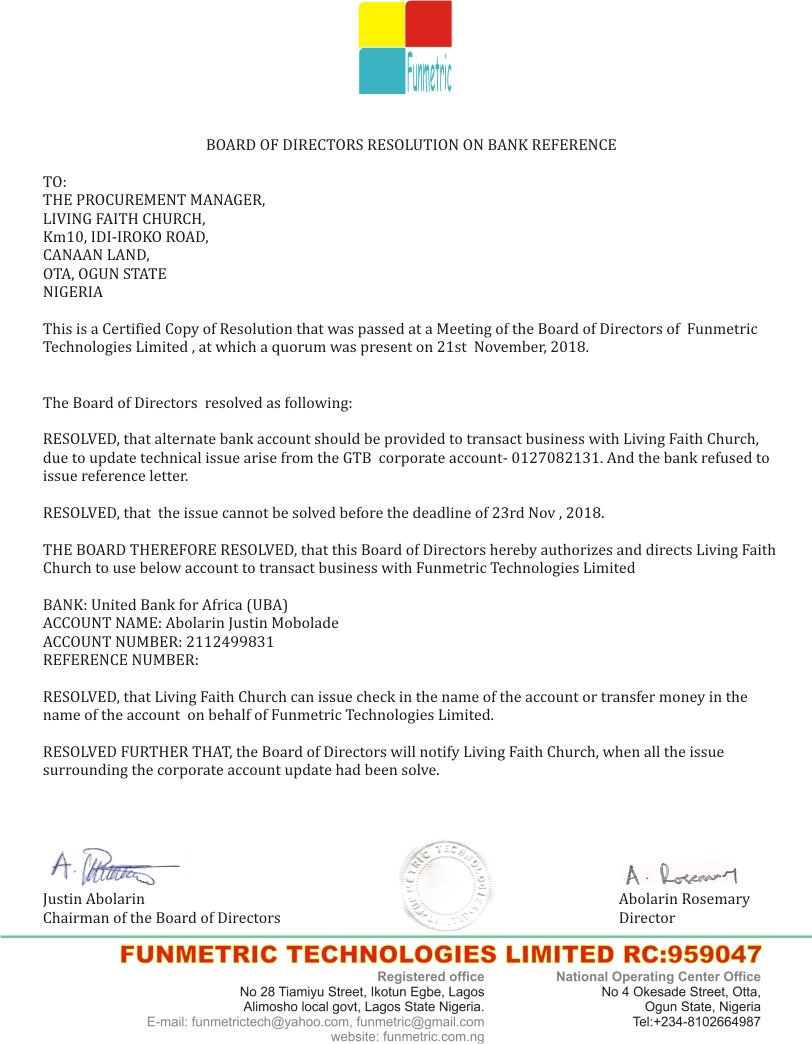 Funmetric
BOARD OF DIRECTORS RESOLUTION ON BANK REFERENCE
TO:
THE PROCUREMENT MANAGER,
LIVING FAITH CHURCH,
Km10, IDI-IROKO ROAD,
CANAAN LAND,
OTA, OGUN STATE
NIGERIA
This is a Certified Copy of Resolution that was passed at a Meeting of the Board of Directors of  Funmetric
Technologies Limited , at which a quorum was present on 21st  November, 2018.
The Board of Directors  resolved as following:
RESOLVED, that alternate bank account should be provided to transact business with Living Faith Church,
due to update technical issue arise from the GTB  corporate account- 0127082131. And the bank refused to
issue reference letter.
RESOLVED, that  the issue cannot be solved before the deadline of 23rd Nov , 2018.
THE BOARD THEREFORE RESOLVED, that this Board of Directors hereby authorizes and directs Living Faith
Church to use below account to transact business with Funmetric Technologies Limited
BANK: United Bank for Africa (UBA)
ACCOUNT NAME: Abolarin Justin Mobolade
ACCOUNT NUMBER: 2112499831
REFERENCE NUMBER:
RESOLVED, that Living Faith Church can issue check in the name of the account or transfer money in the
name of the account  on behalf of Funmetric Technologies Limited.
RESOLVED FURTHER THAT, the Board of Directors will notify Living Faith Church, when all the issue
surrounding the corporate account update had been solve.
A.
FUNMETRIC TECHNOLOGIES LIMITED
A. Rosemary
Justin Abolarin
Chairman of the Board of Directors
Abolarin Rosemary
Director
FUNMETRIC TECHNOLOGIES LIMITED RC:959047
Registered office
No 28 Tiamiyu Street, Ikotun Egbe, Lagos
Alimosho local govt, Lagos State Nigeria.
E-mail: funmetrictech@yahoo.com, funmetric@gmail.com
website: funmetric.com.ng
National Operating Center Office
No 4 Okesade Street, Otta,
Ogun State, Nigeria
Tel:+234-8102664987